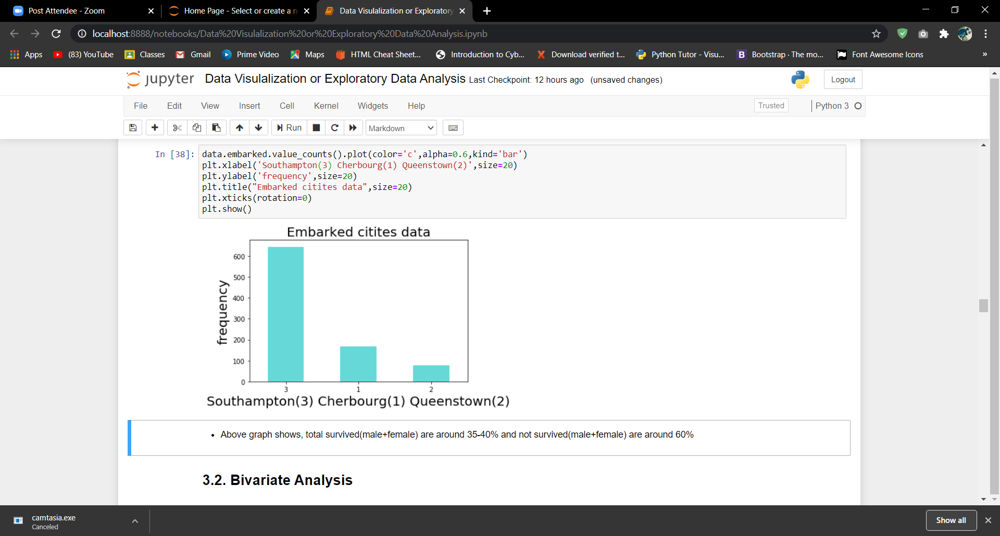 Post Attendee - Zoom
Home Page - Select or create a n
Data Visulalization or Exploratory
localhost:8888/notebooks/Data%20Visulalization%20or%20Exploratory%20Data%20Analysis.ipynb
Apps
(83) YouTube
Classes
Gmail
Prime Video
Maps
HTML Cheat Sheet...
Introduction to Cyb...
Download verified t...
Python Tutor - Visu...
B
Bootstrap · The mo...
Font Awesome Icons
»
jupyter
Data Visulalization or Exploratory Data Analysis Last Checkpoint: 12 hours ago (unsaved changes)
Logout
File
Edit
View
Insert
Cell
Kernel
Widgets
Help
Trusted
Python 3
Run
Markdown
In [38]:
data.embarked.value_counts().plot(color='c',alpha=0.6,kind='bar')
plt.xlabel('Southampton(3) Cherbourg(1) Queenstown(2)',size=20)
plt.ylabel('frequency',size=20)
plt.title("Embarked citites data",size=20)
plt.xticks(rotation=0)
plt.show()
Embarked citites data
frequency
600
500
400
300
200
100
0
3
1
2
Southampton(3) Cherbourg(1) Queenstown(2)
• Above graph shows, total survived(male+female) are around 35-40% and not survived(male+female) are around 60%
3.2. Bivariate Analysis
camtasia.exe
Canceled
Show all